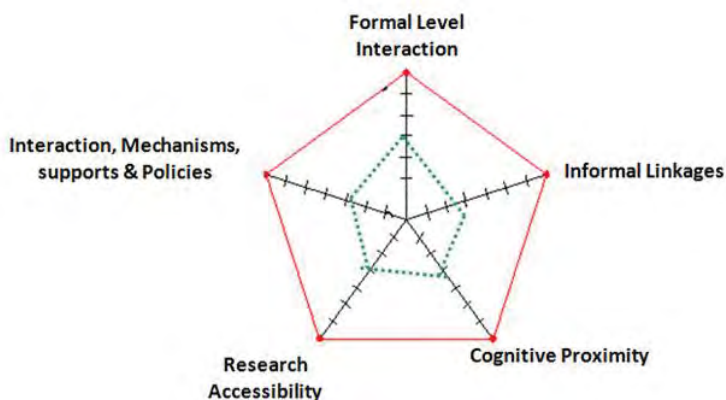 Formal Level
Interaction
Interaction, Mechanisms,
supports & Policies
Informal Linkages
Cognitive Proximity
Research
Accessibility